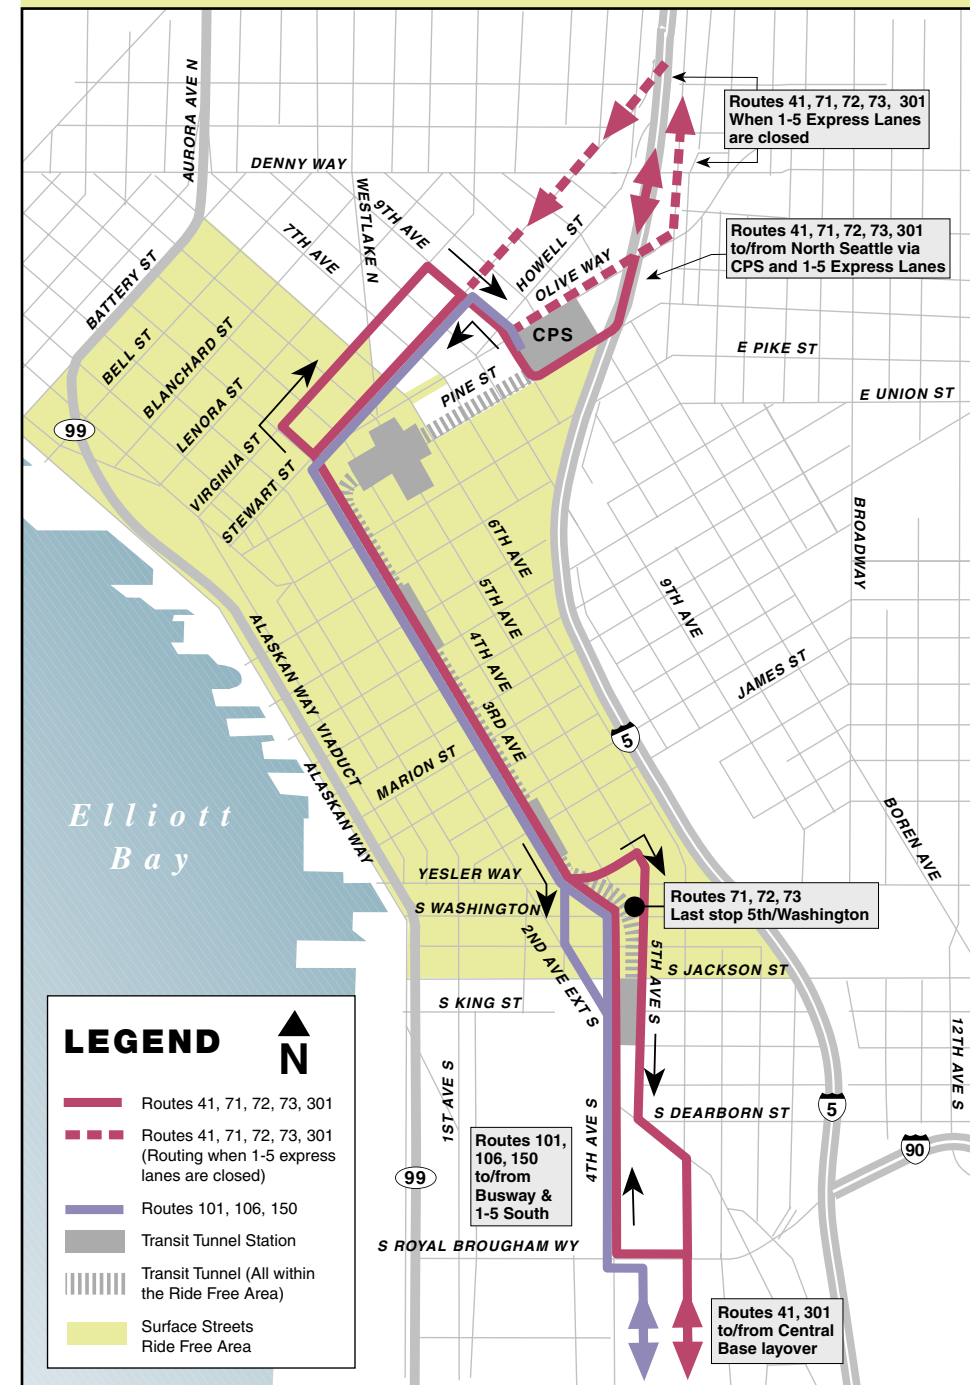 AURORA AVE N
Routes 41, 71, 72, 73, 301
When 1-5 Express Lanes
are closed
DENNY WAY
WESTLAKE N
9TH AVE
7TH AVE
HOWELL ST
OLIVE WAY
Routes 41, 71, 72, 73, 301
to/from North Seattle via
CPS and 1-5 Express Lanes
BATTERY ST
BELL ST
BLANCHARD ST
LENORA ST
VIRGINIA ST
STEWART ST
CPS
PINE ST
E PIKE ST
E UNION ST
99
BROADWAY
6TH AVE
5TH AVE
4TH AVE
3RD AVE
9TH AVE
JAMES ST
ALASKAN WAY VIADUCT
ALASKAN WAY
MARION ST
5
Elliott
Bay
BOREN AVE
YESLER WAY
S WASHINGTON
Routes 71, 72, 73
Last stop 5th/Washington
2ND AVE EXT S
5TH AVE S
S JACKSON ST
S KING ST
12TH AVE S
1ST AVE S
4TH AVE S
S DEARBORN ST
5
90
99
Routes 101,
106, 150
to/from
Busway &
1-5 South
S ROYAL BROUGHAM WY
Routes 41, 301
to/from Central
Base layover
LEGEND
N
Routes 41, 71, 72, 73, 301
Routes 41, 71, 72, 73, 301
(Routing when 1-5 express
lanes are closed)
Routes 101, 106, 150
Transit Tunnel Station
Transit Tunnel (All within
the Ride Free Area)
Surface Streets
Ride Free Area